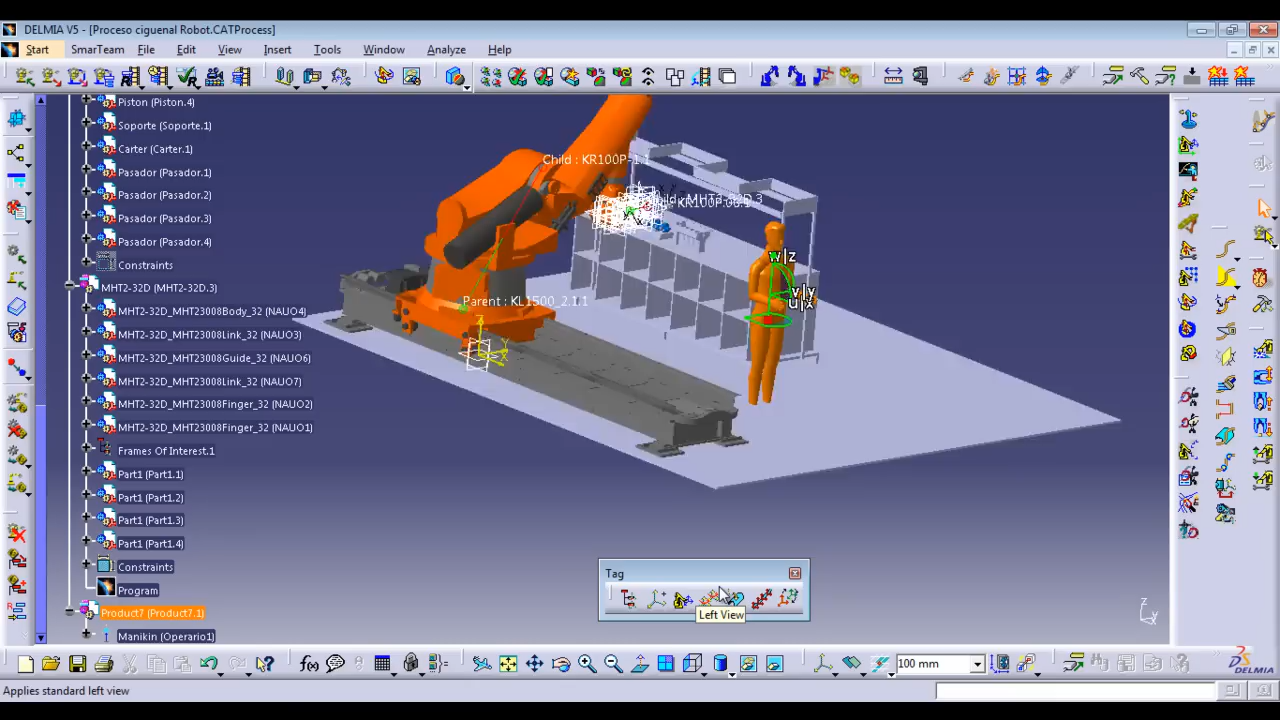 DELMIA V5 - [Proceso ciguenal Robot.CATProcess]
Start SmarTeam File Edit View Insert Tools Window Analyze Help
Piston (Piston.4)
Soporte (Soporte.1)
Carter (Carter.1)
Pasador (Pasador.1)
Pasador (Pasador.2)
Pasador (Pasador.3)
Pasador (Pasador.4)
Constraints
MHT2-32D (MHT2-32D.3)
MHT2-32D_MHT23008Body_32 (NAUO4)
MHT2-32D_MHT23008Link_32 (NAUO3)
MHT2-32D_MHT23008Guide_32 (NAUO6)
MHT2-32D_MHT23008Link_32 (NAUO7)
MHT2-32D_MHT23008Finger_32 (NAUO2)
MHT2-32D_MHT23008Finger_32 (NAUO1)
Frames Of Interest.1
Part1 (Part1.1)
Part1 (Part1.2)
Part1 (Part1.3)
Part1 (Part1.4)
Constraints
Program
Product7 (Product7.1)
Manikin (Operario1)
Child : KR100P-1.1
Parent : KL1500_2.1.1
w|z
v|y
u|x
Z
Y
Tag
Left View
z
y
f(x)
100 mm
DELMIA
Applies standard left view